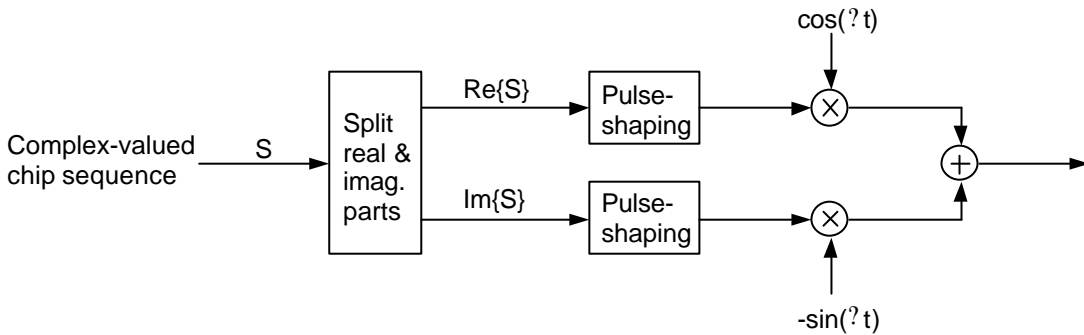 cos(?t)
Re{S}
Pulse-
shaping
Complex-valued
chip sequence
S
Split
real &
imag.
parts
Im{S}
Pulse-
shaping
-sin(?t)